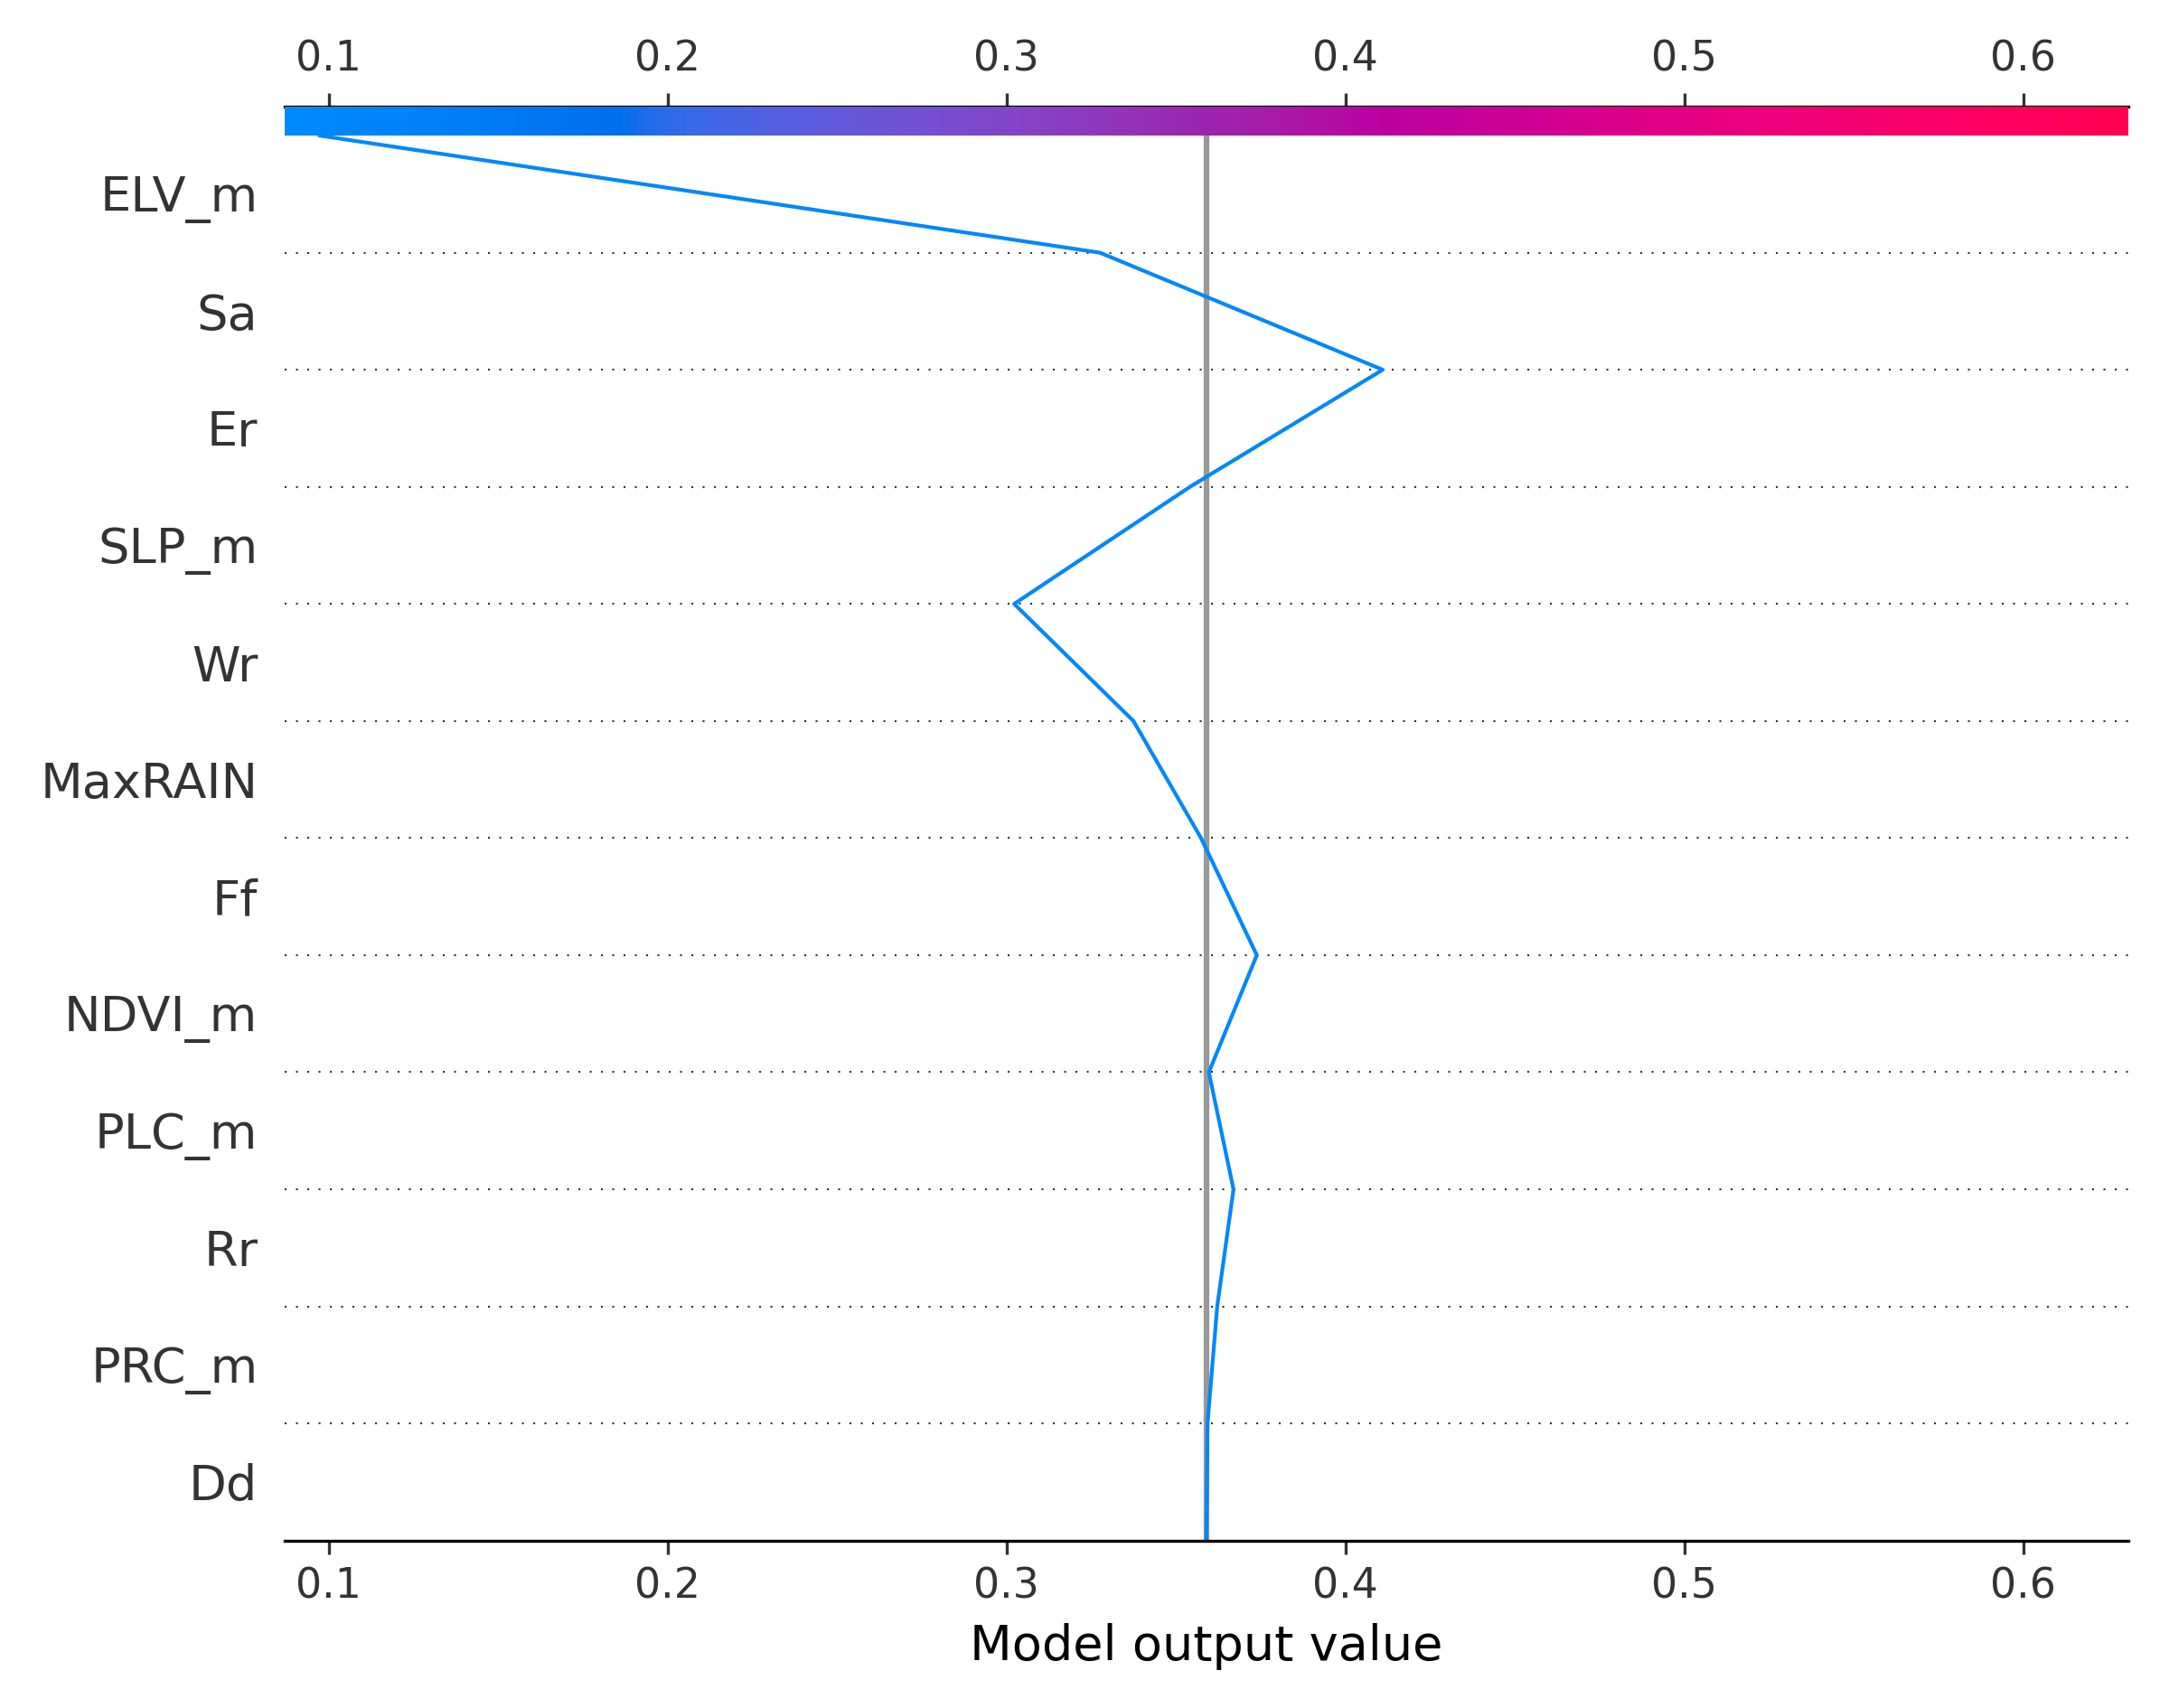 0.1 0.2 0.3 0.4 0.5 0.6
ELV_m
Sa
Er
SLP_m
Wr
MaxRAIN
Ff
NDVI_m
PLC_m
Rr
PRC_m
Dd
0.1 0.2 0.3 0.4 0.5 0.6
Model output value